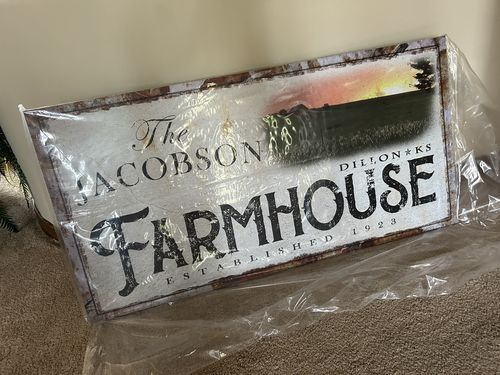 The
JACOBSON
DILLON★KS
FARMHOUSE
ESTABLISHED 1923